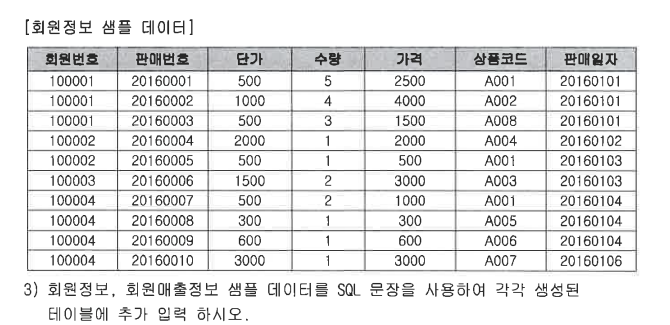 [회원정보 샘플 데이터]
회원번호 판매번호 단가 수량 가격 상품코드 판매일자
100001 20160001 500 5 2500 A001 20160101
100001 20160002 1000 4 4000 A002 20160101
100001 20160003 500 3 1500 A008 20160101
100002 20160004 2000 1 2000 A004 20160102
100002 20160005 500 1 500 A001 20160103
100003 20160006 1500 2 3000 A003 20160103
100004 20160007 500 2 1000 A001 20160104
100004 20160008 300 1 300 A005 20160104
100004 20160009 600 1 600 A006 20160104
100004 20160010 3000 1 3000 A007 20160106
3) 회원정보, 회원매출정보 샘플 데이터를 SQL 문장을 사용하여 각각 생성된
테이블에 추가 입력 하시오.